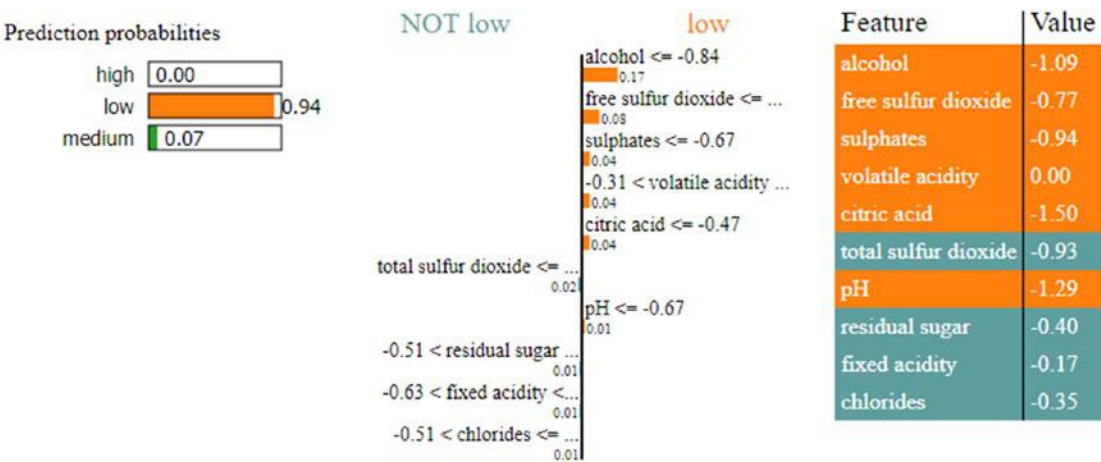 Prediction probabilities
high 0.00
low 0.94
medium 0.07
NOT low low
alcohol <= -0.84
0.17
free sulfur dioxide <= ...
0.08
sulphates <= -0.67
0.04
-0.31 < volatile acidity ...
0.04
citric acid <= -0.47
0.04
total sulfur dioxide <= ...
0.02
pH <= -0.67
0.01
-0.51 < residual sugar ...
0.01
-0.63 < fixed acidity <...
0.01
-0.51 < chlorides <= ...
0.01
Feature Value
alcohol -1.09
free sulfur dioxide -0.77
sulphates -0.94
volatile acidity 0.00
citric acid -1.50
total sulfur dioxide -0.93
pH -1.29
residual sugar -0.40
fixed acidity -0.17
chlorides -0.35